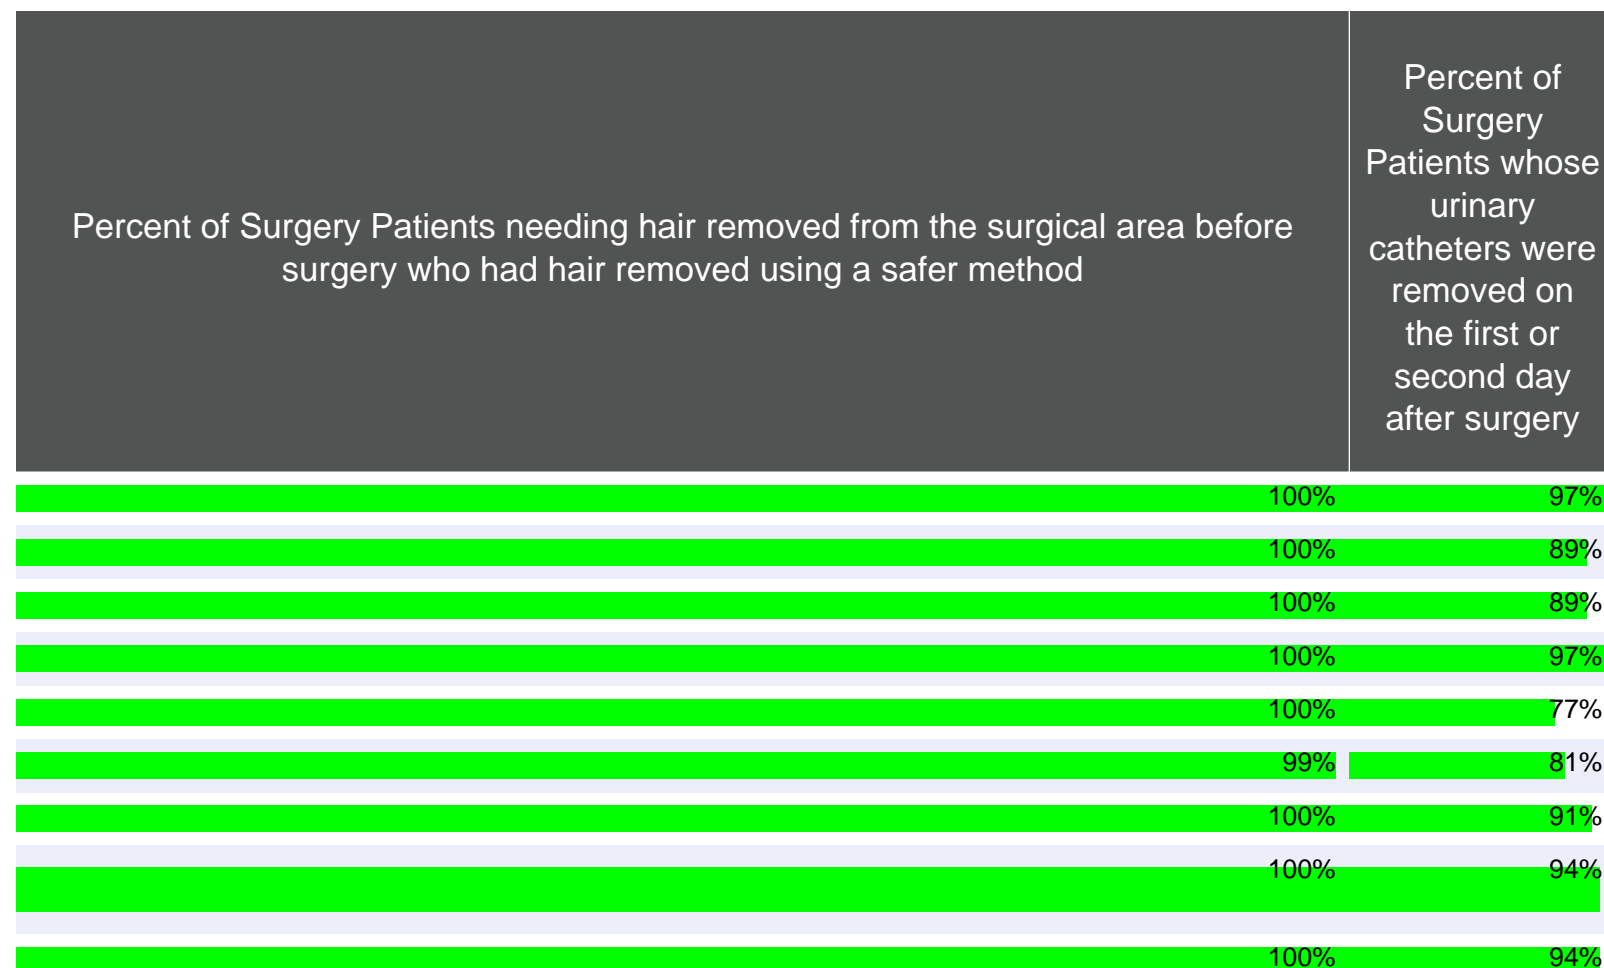 Percent of Surgery Patients needing hair removed from the surgical area before
surgery who had hair removed using a safer method
Percent of
Surgery
Patients whose
urinary
catheters were
removed on
the first or
second day
after surgery
100% 97%
100% 89%
100% 89%
100% 97%
100% 77%
99% 81%
100% 91%
100% 94%
100% 94%